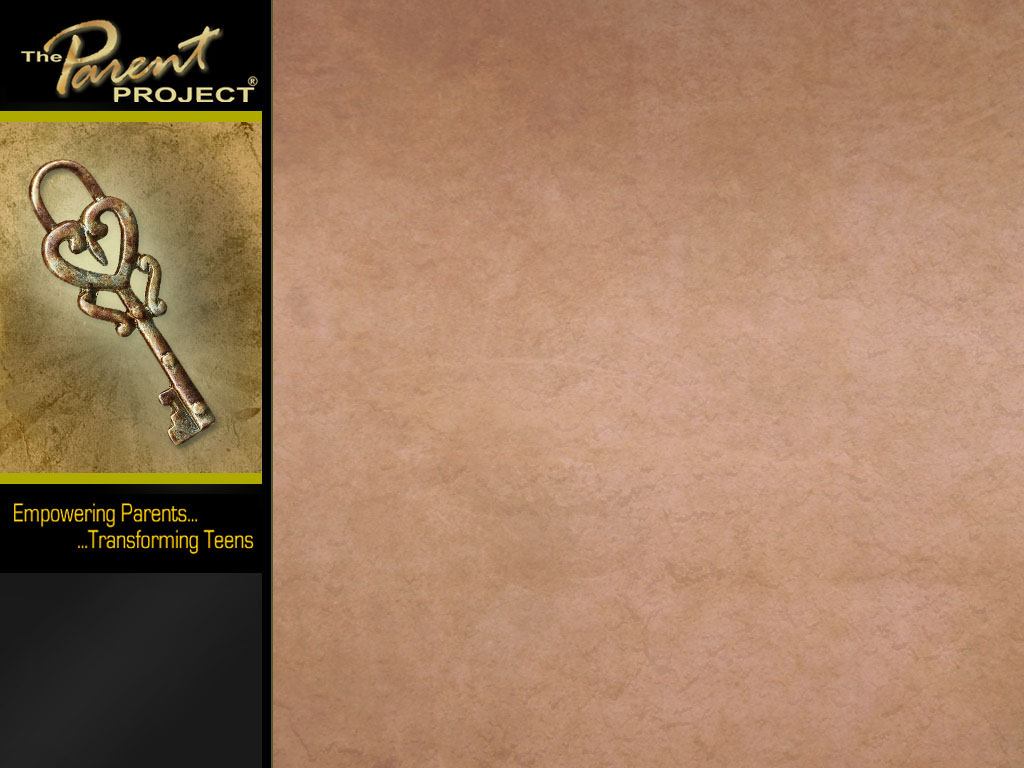 The Parent
PROJECT®
Empowering Parents...
...Transforming Teens